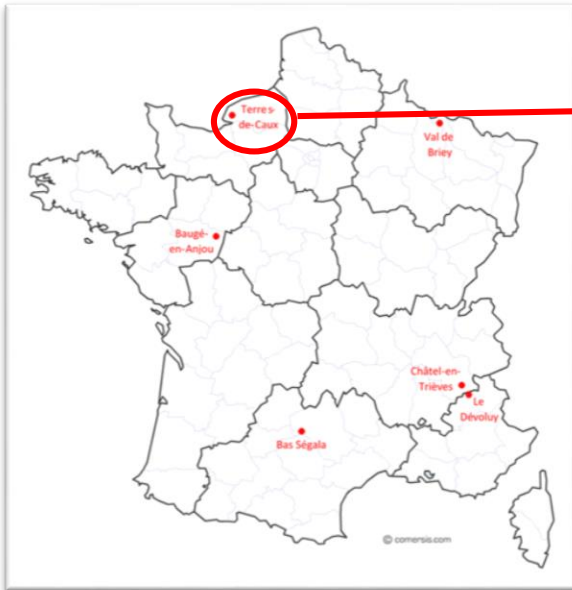 Terres-
de-Caux
Val de
Briey
Baugé-
en-Anjou
Châtel-en-
Trièves
Le
Dévoluy
Bas Ségala
© comersis.com